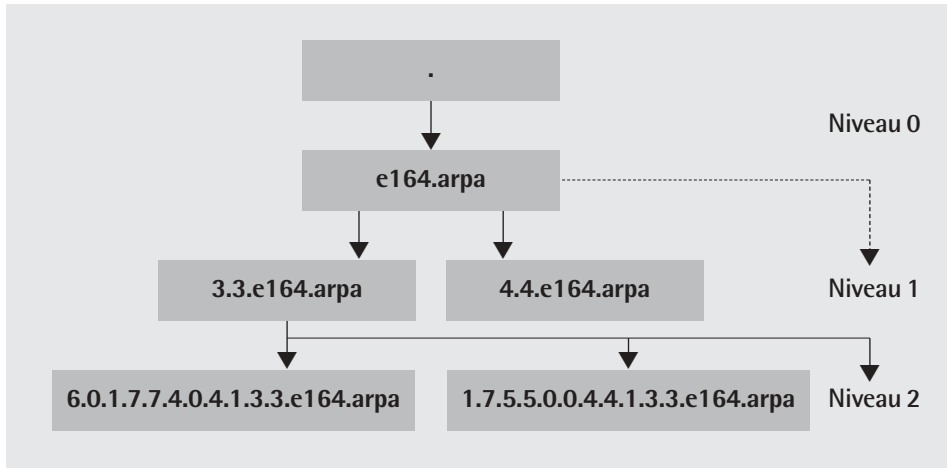 .
Niveau 0
e164.arpa
3.3.e164.arpa
4.4.e164.arpa
Niveau 1
6.0.1.7.7.4.0.4.1.3.3.e164.arpa
1.7.5.5.0.0.4.4.1.3.3.e164.arpa
Niveau 2